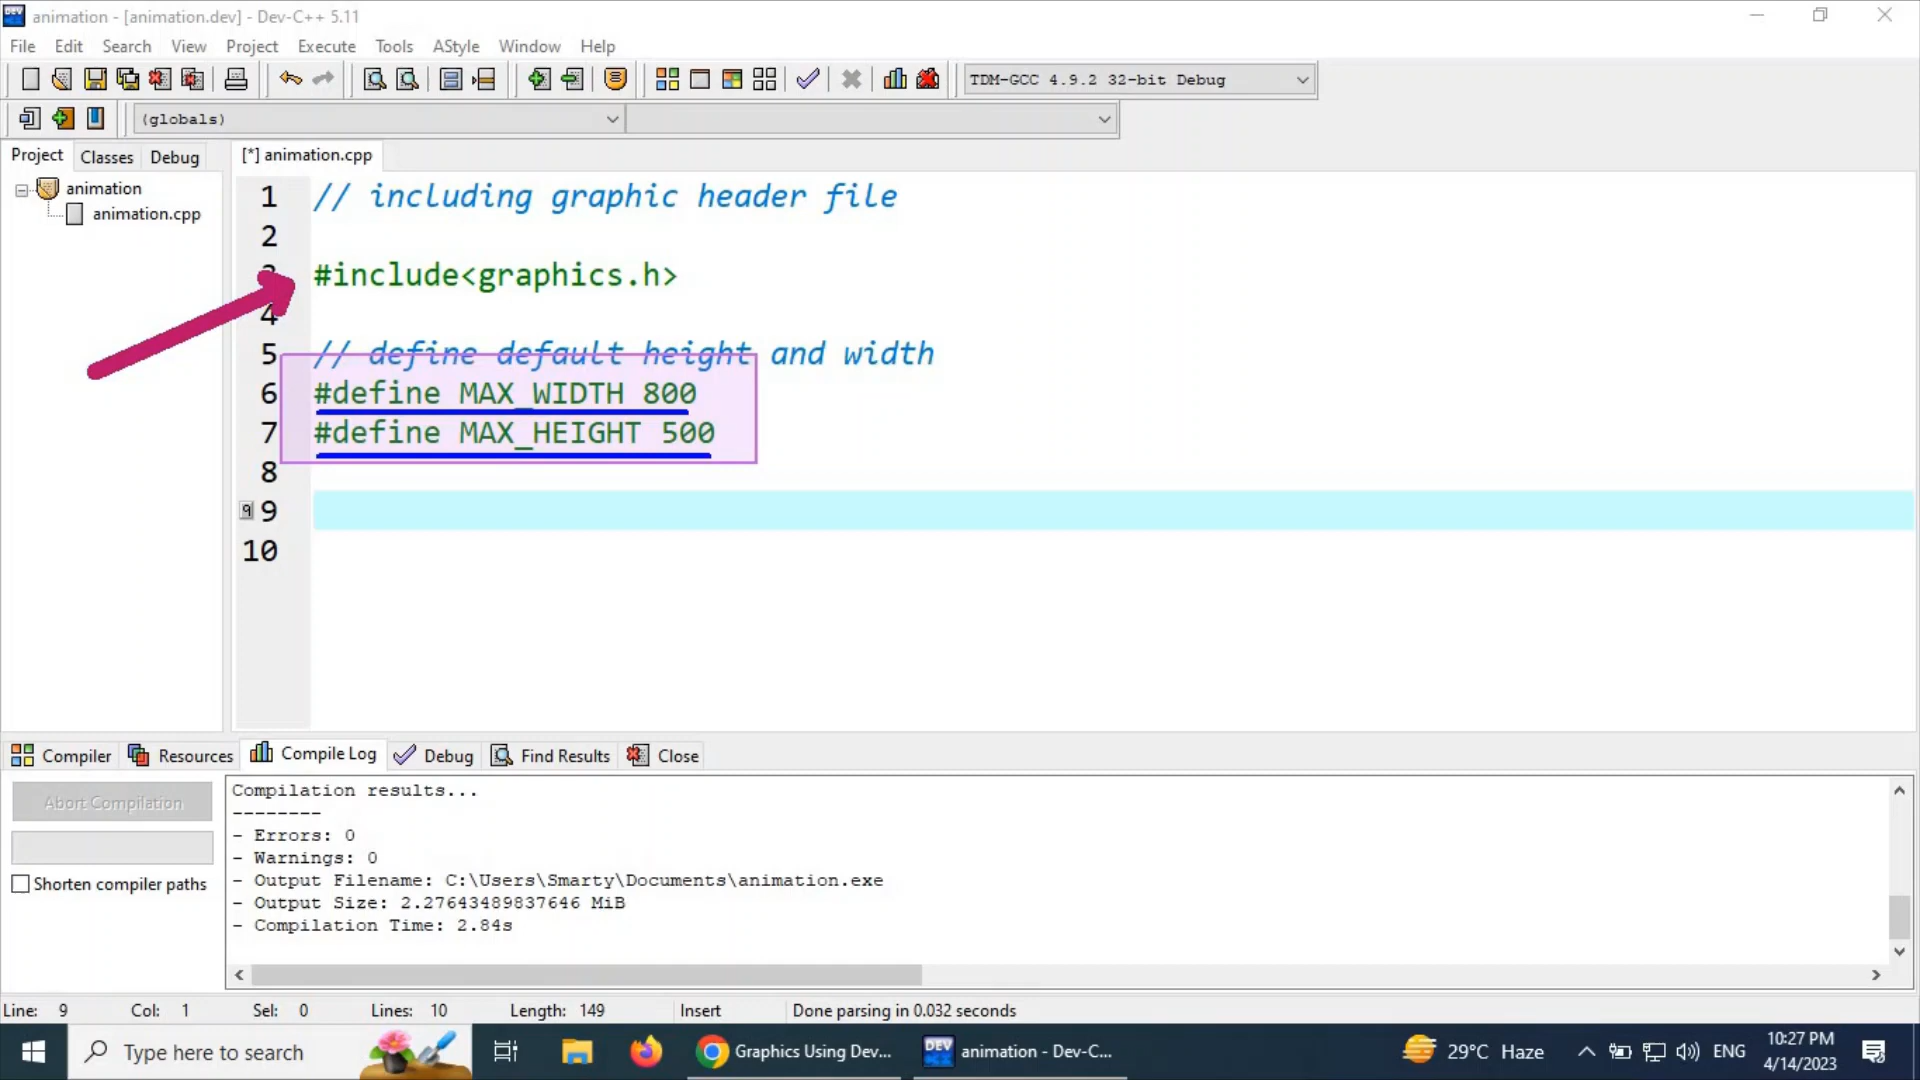 animation - [animation.dev] - Dev-C++ 5.11
File Edit Search View Project Execute Tools AStyle Window Help
TDM-GCC 4.9.2 32-bit Debug
(globals)
Project Classes Debug
[*] animation.cpp
animation
animation.cpp
1 // including graphic header file
2
3 #include<graphics.h>
4
5 // define default height and width
6 #define MAX_WIDTH 800
7 #define MAX_HEIGHT 500
8
9
10
Compiler Resources Compile Log Debug Find Results Close
Abort Compilation
Shorten compiler paths
Compilation results...
--------
- Errors: 0
- Warnings: 0
- Output Filename: C:\Users\Smarty\Documents\animation.exe
- Output Size: 2.27643489837646 MiB
- Compilation Time: 2.84s
Line: 9 Col: 1 Sel: 0 Lines: 10 Length: 149 Insert Done parsing in 0.032 seconds
Type here to search
Graphics Using Dev...
DEV
animation - Dev-C...
29°C Haze
ENG
10:27 PM
4/14/2023